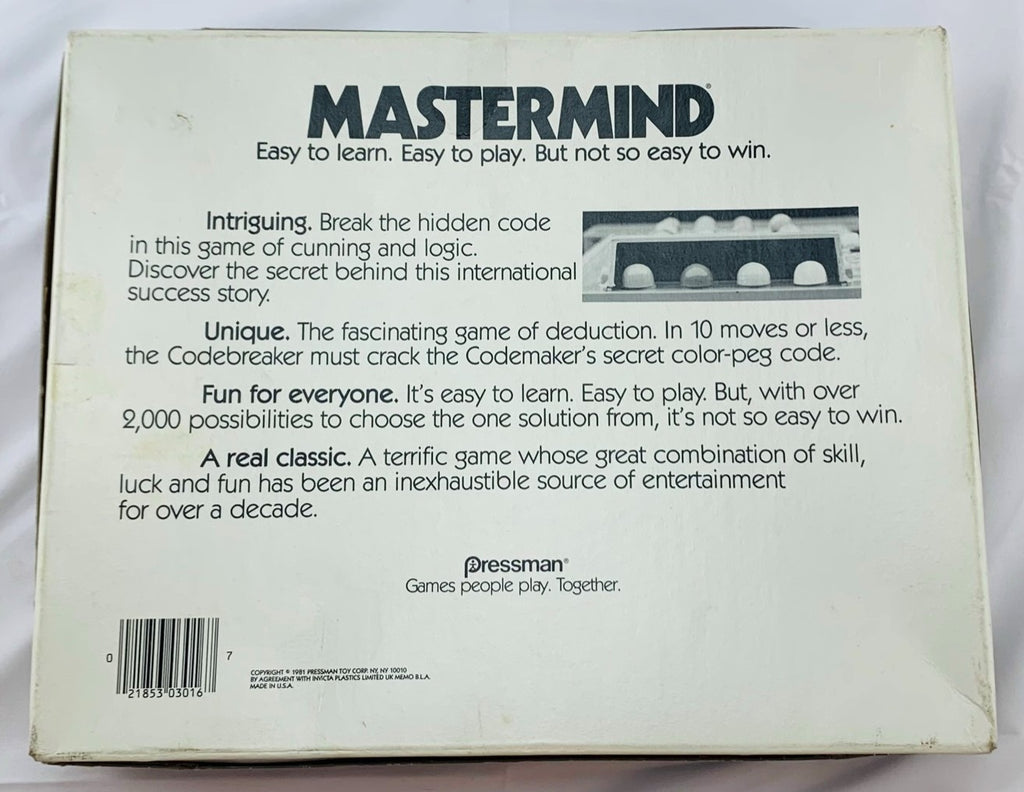 MASTERMIND®
Easy to learn. Easy to play. But not so easy to win.
Intriguing. Break the hidden code
in this game of cunning and logic.
Discover the secret behind this international
success story.
Unique. The fascinating game of deduction. In 10 moves or less,
the Codebreaker must crack the Codemaker's secret color-peg code.
Fun for everyone. It's easy to learn. Easy to play. But, with over
2,000 possibilities to choose the one solution from, it's not so easy to win.
A real classic. A terrific game whose great combination of skill,
luck and fun has been an inexhaustible source of entertainment
for over a decade.
Pressman®
Games people play. Together.
0 21853 03016 7
COPYRIGHT © 1981 PRESSMAN TOY CORP. NY, NY 10010
BY AGREEMENT WITH INVICTA PLASTICS LIMITED UK MEMO B.L.A.
MADE IN U.S.A.